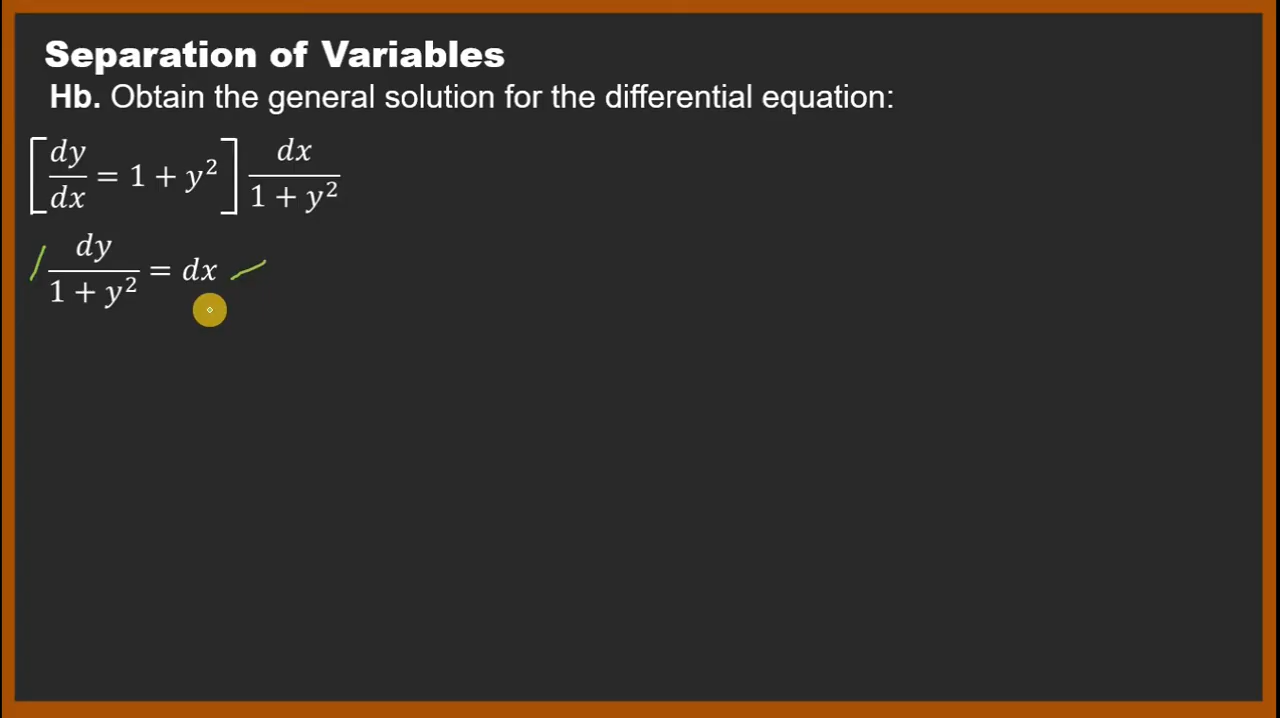 Separation of Variables
Hb. Obtain the general solution for the differential equation:
[dy/dx = 1 + y²] dx/(1 + y²)
dy/(1 + y²) = dx